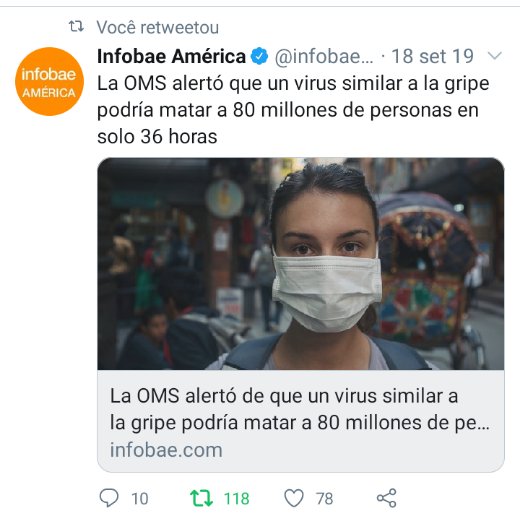 Você retweetou
Infobae América @infobae... · 18 set 19
infobae
AMÉRICA
La OMS alertó que un virus similar a la gripe
podría matar a 80 millones de personas en
solo 36 horas
La OMS alertó de que un virus similar a
la gripe podría matar a 80 millones de pe...
infobae.com
10 118 78